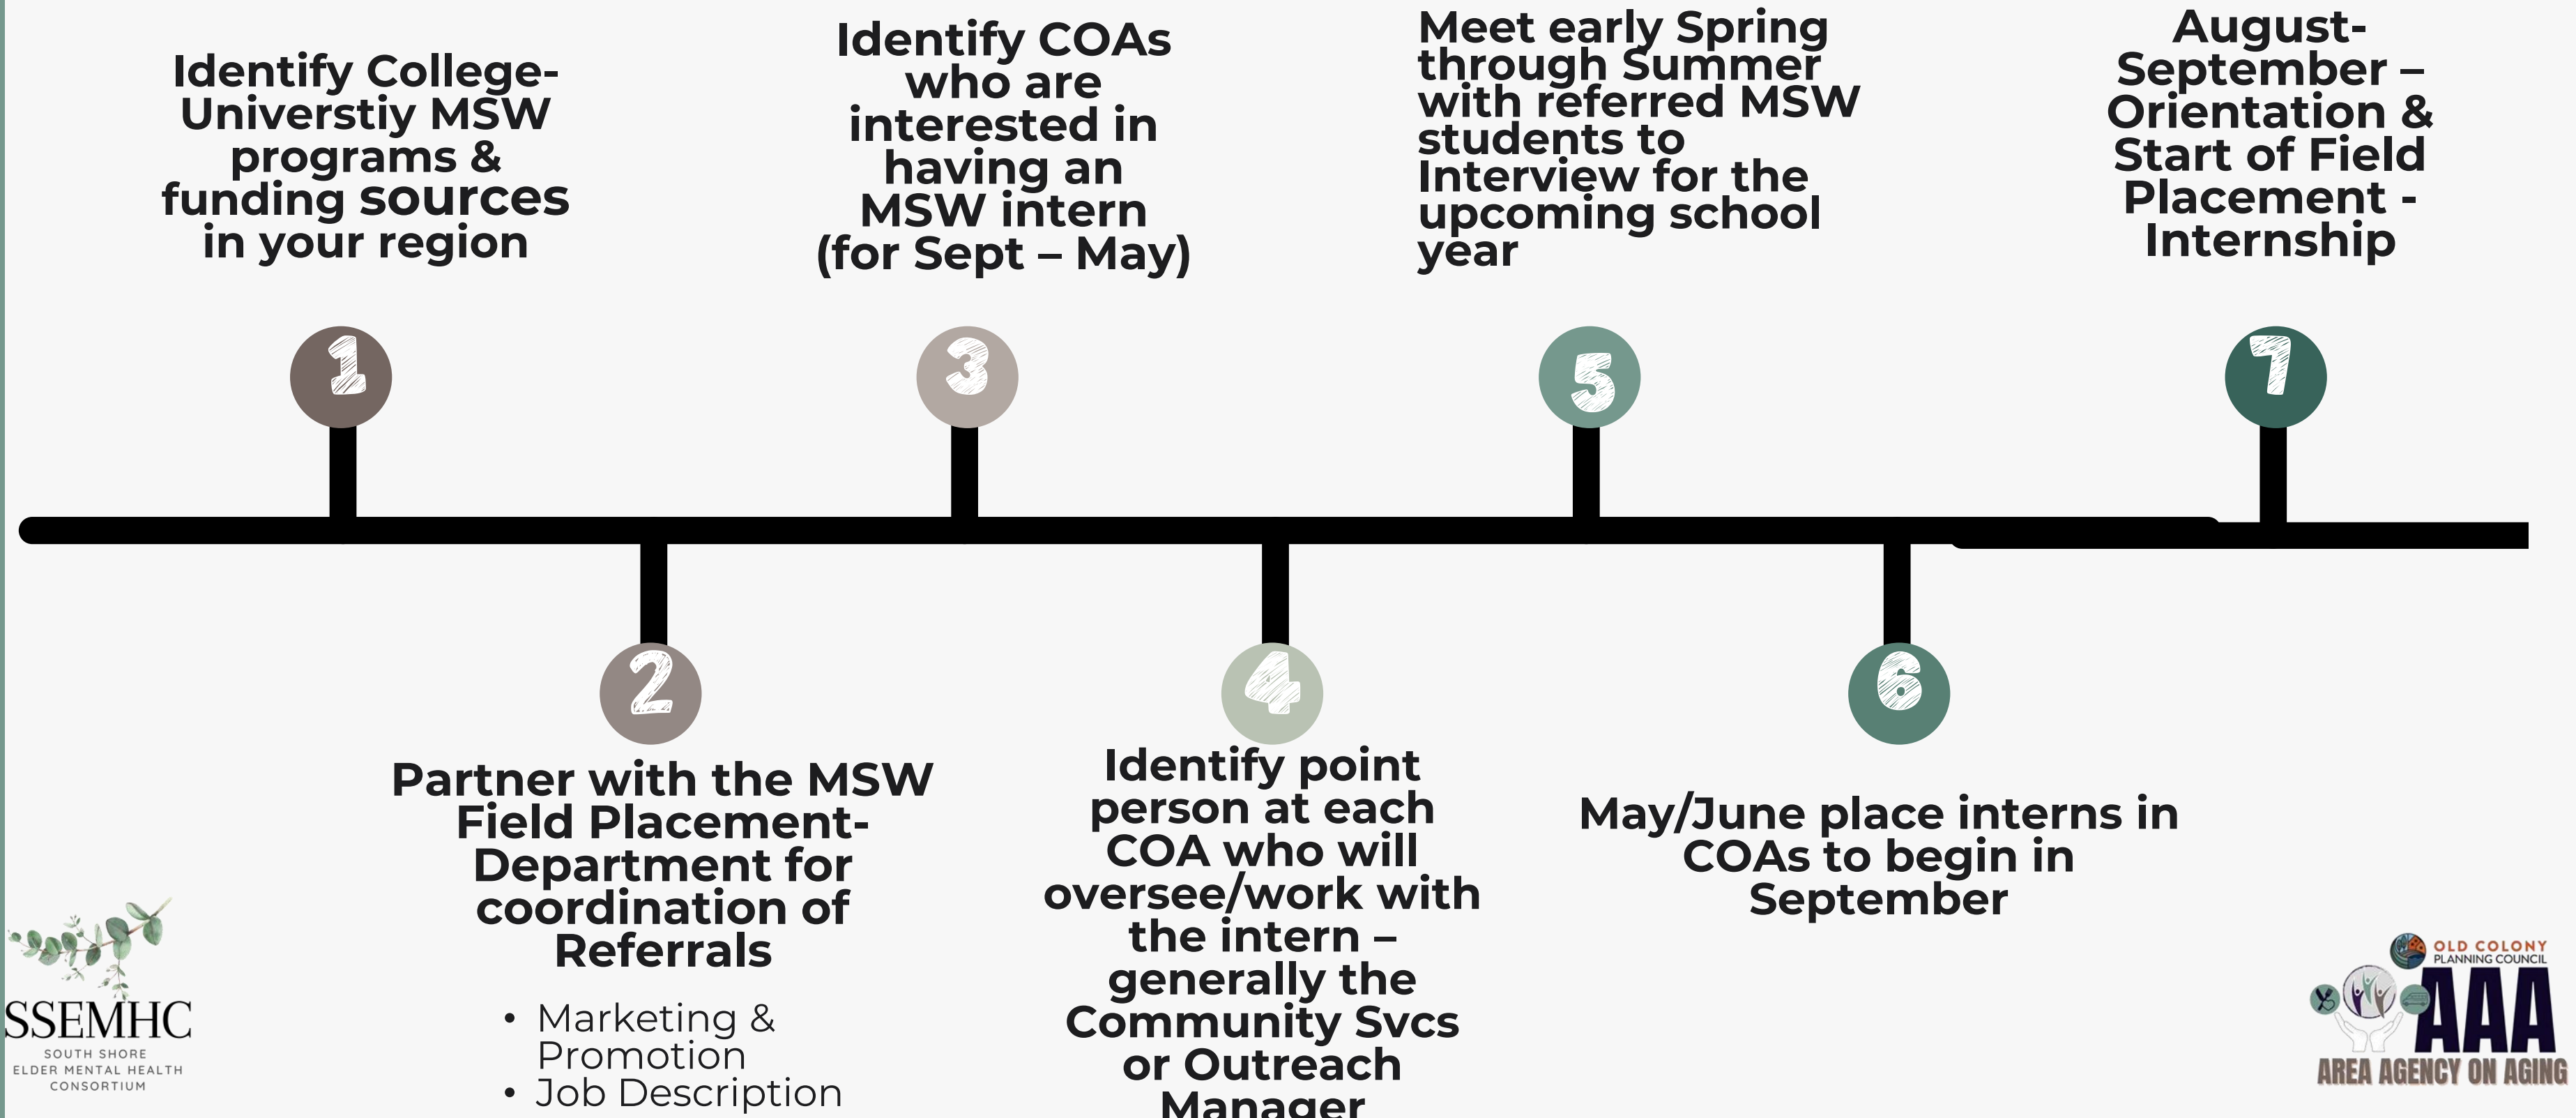 Identify College-
Universtiy MSW
programs &
funding sources
in your region
1
Partner with the MSW
Field Placement-
Department for
coordination of
Referrals
• Marketing &
Promotion
• Job Description
2
Identify COAs
who are
interested in
having an
MSW intern
(for Sept – May)
3
4
Identify point
person at each
COA who will
oversee/work with
the intern –
generally the
Community Svcs
or Outreach
Manager
Meet early Spring
through Summer
with referred MSW
students to
Interview for the
upcoming school
year
5
6
May/June place interns in
COAs to begin in
September
August-
September –
Orientation &
Start of Field
Placement -
Internship
7
SSEMHC
SOUTH SHORE
ELDER MENTAL HEALTH
CONSORTIUM
OLD COLONY
PLANNING COUNCIL
AAA
AREA AGENCY ON AGING